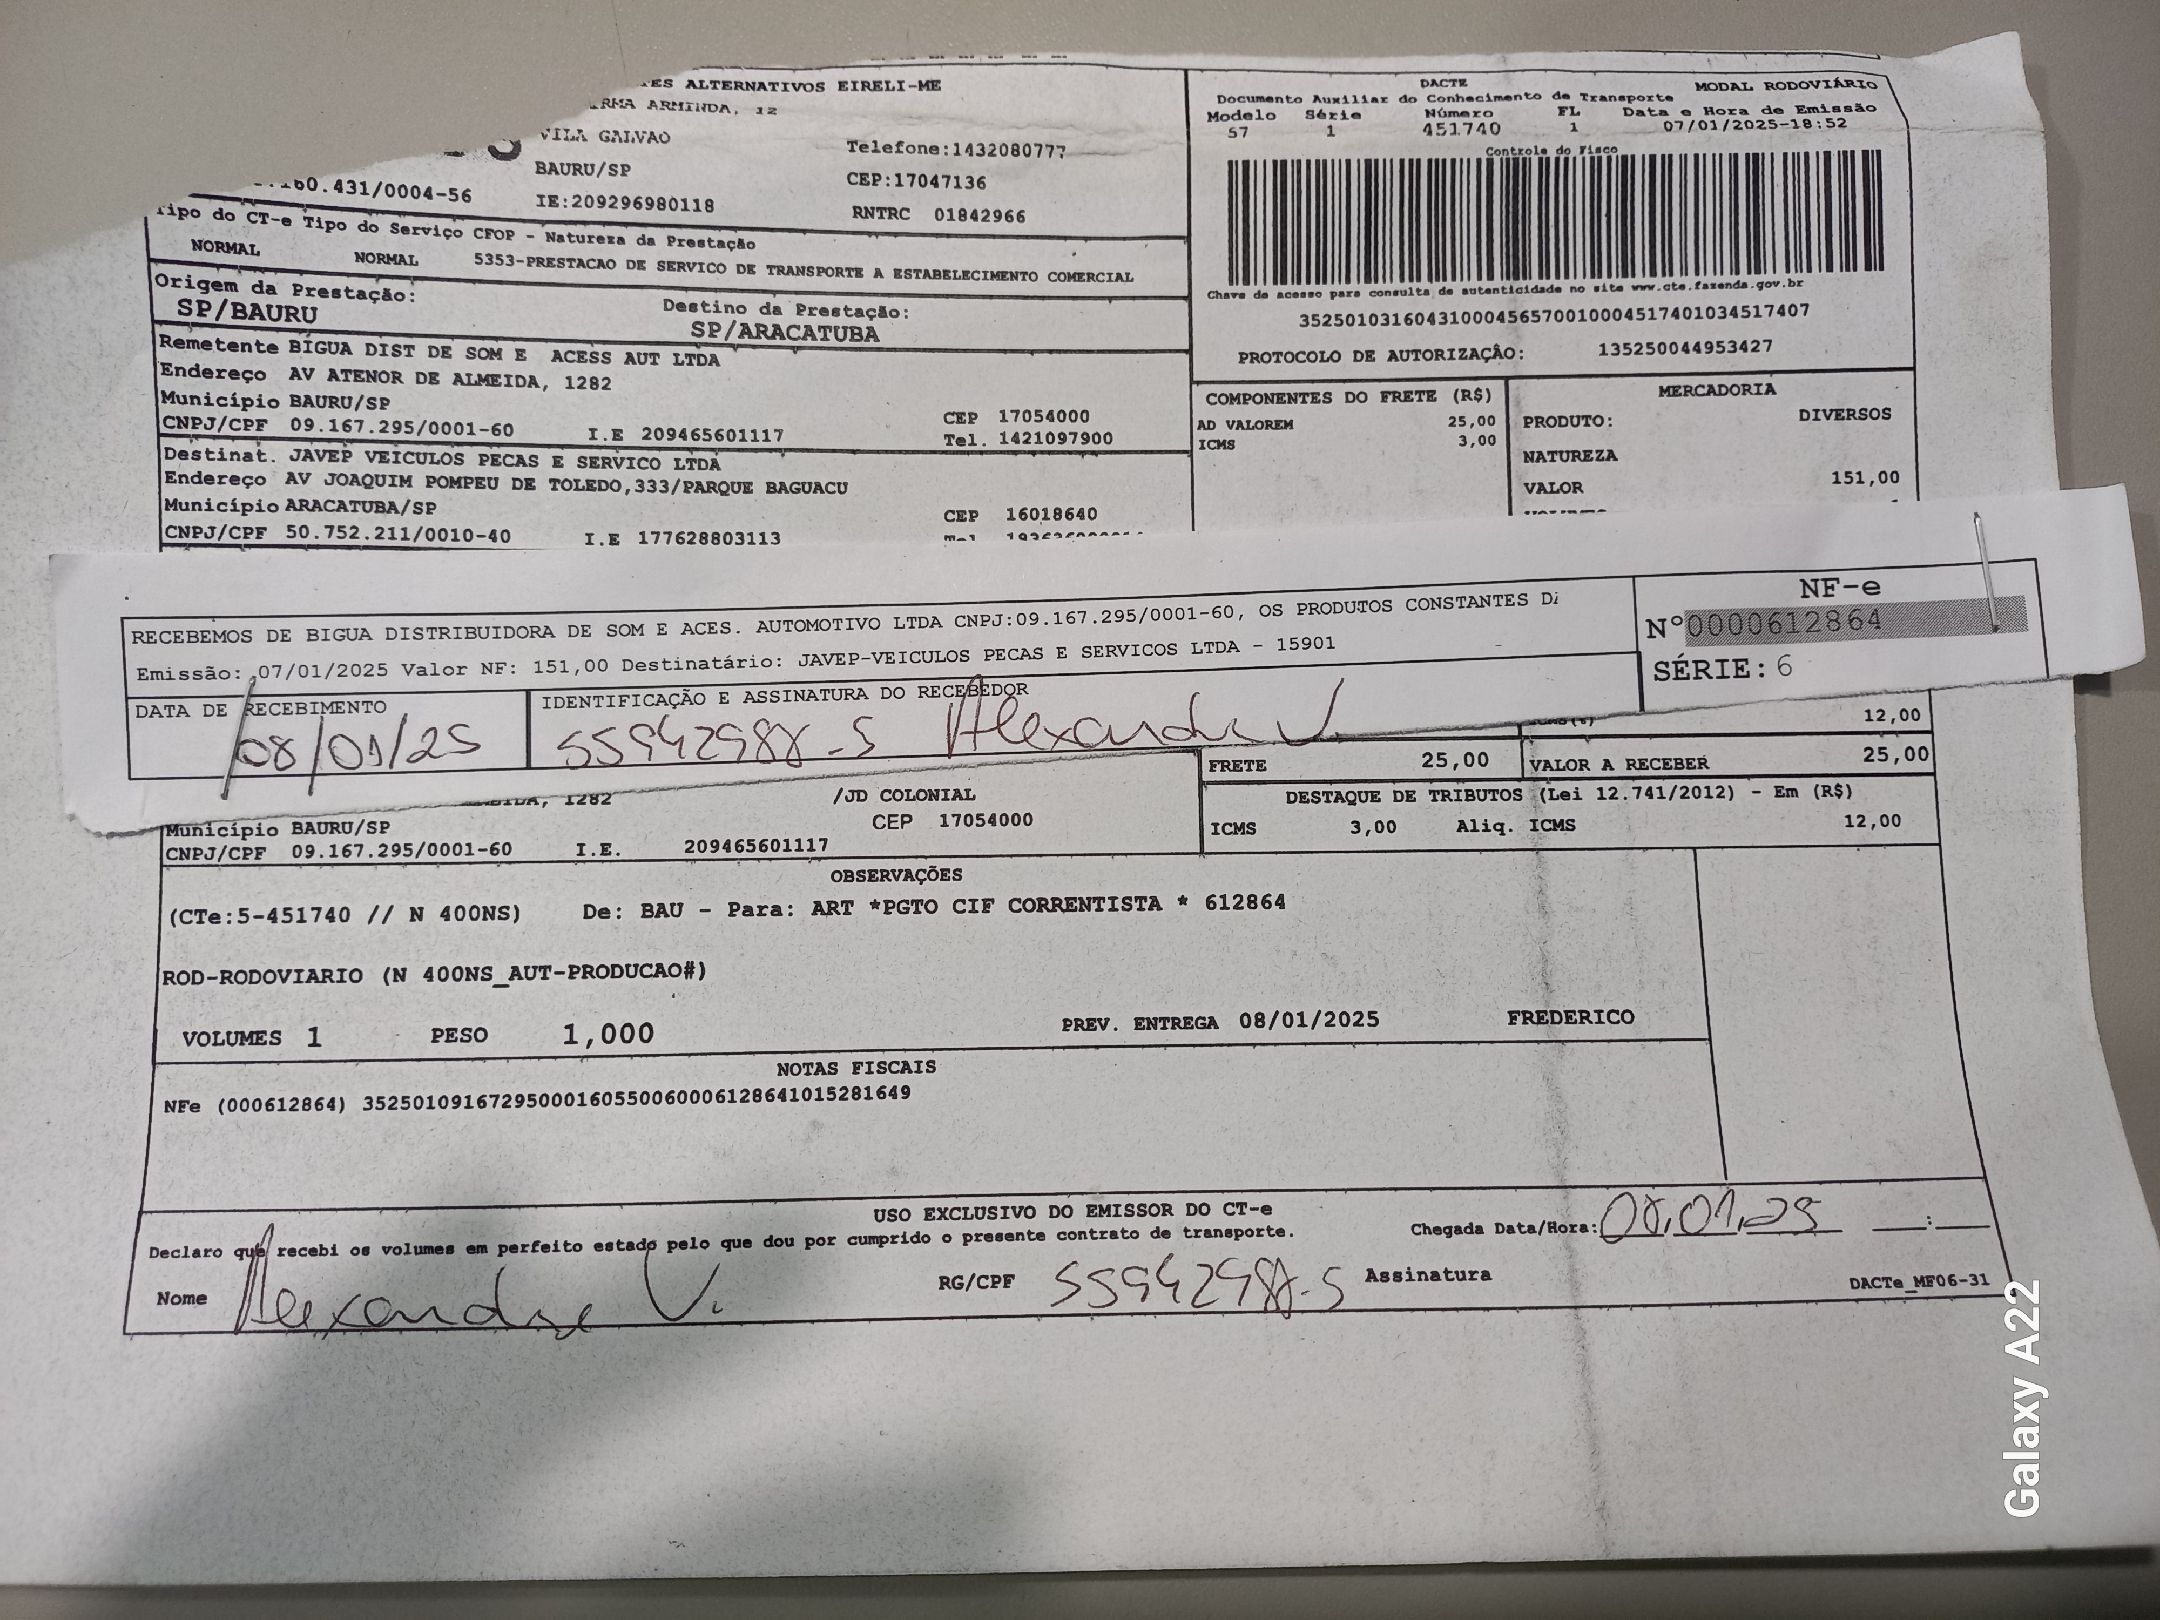 ALTERNATIVOS EIRELI-ME
ARMINDA, 12
VILA GALVAO
BAURU/SP
Telefone:1432080777
CEP:17047136
.431/0004-56
IE:209296980118
RNTRC 01842966
Tipo do CT-e Tipo do Serviço CFOP - Natureza da Prestação
NORMAL NORMAL 5353-PRESTACAO DE SERVICO DE TRANSPORTE A ESTABELECIMENTO COMERCIAL
Origem da Prestação:
SP/BAURU
Destino da Prestação:
SP/ARACATUBA
Remetente BIGUA DIST DE SOM E ACESS AUT LTDA
Endereço AV ATENOR DE ALMEIDA, 1282
Município BAURU/SP
CEP 17054000
CNPJ/CPF 09.167.295/0001-60 I.E 209465601117 Tel. 1421097900
Destinat. JAVEP VEICULOS PECAS E SERVICO LTDA
Endereço AV JOAQUIM POMPEU DE TOLEDO,333/PARQUE BAGUACU
Município ARACATUBA/SP
CEP 16018640
CNPJ/CPF 50.752.211/0010-40 I.E 177628803113
DACTE
MODAL RODOVIÁRIO
Documento Auxiliar do Conhecimento de Transporte
Modelo Série Número FL Data e Hora de Emissão
57 1 451740 1 07/01/2025-18:52
Controle do Fisco
Chave de acesso para consulta de autenticidade no site www.cte.fazenda.gov.br
35250103160431000456570010004517401034517407
PROTOCOLO DE AUTORIZAÇÂO: 135250044953427
COMPONENTES DO FRETE (R$)
AD VALOREM 25,00
ICMS 3,00
MERCADORIA
PRODUTO: DIVERSOS
NATUREZA
VALOR 151,00
RECEBEMOS DE BIGUA DISTRIBUIDORA DE SOM E ACES. AUTOMOTIVO LTDA CNPJ:09.167.295/0001-60, OS PRODUTOS CONSTANTES
Emissão: 07/01/2025 Valor NF: 151,00 Destinatário: JAVEP-VEICULOS PECAS E SERVICOS LTDA - 15901
DATA DE RECEBIMENTO
08/01/25
IDENTIFICAÇÃO E ASSINATURA DO RECEBEDOR
55942988-5 Alexandre V.
NF-e
Nº0000612864
SÉRIE: 6
12,00
FRETE 25,00 VALOR A RECEBER 25,00
DESTAQUE DE TRIBUTOS (Lei 12.741/2012) - Em (R$)
ICMS 3,00 Aliq. ICMS 12,00
1282 /JD COLONIAL
Município BAURU/SP CEP 17054000
CNPJ/CPF 09.167.295/0001-60 I.E. 209465601117
OBSERVAÇÕES
(CTe:5-451740 // N 400NS) De: BAU - Para: ART *PGTO CIF CORRENTISTA * 612864
ROD-RODOVIARIO (N 400NS_AUT-PRODUCAO#)
VOLUMES 1 PESO 1,000 PREV. ENTREGA 08/01/2025 FREDERICO
NOTAS FISCAIS
NFe (000612864) 35250109167295000160550060006128641015281649
USO EXCLUSIVO DO EMISSOR DO CT-e
Declaro que recebi os volumes em perfeito estado pelo que dou por cumprido o presente contrato de transporte.
Chegada Data/Hora: 08.01.25 __:__
Nome Alexandre V. RG/CPF 55942988-5 Assinatura
DACTe_MF06-31
Galaxy A22